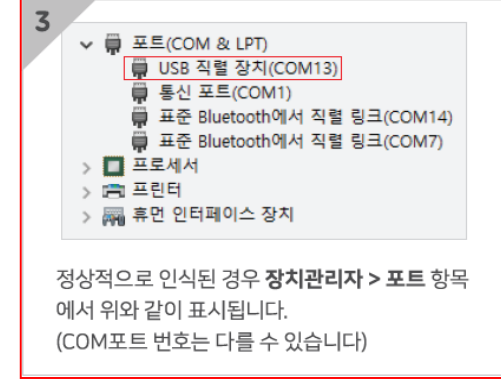 3
포트(COM & LPT)
USB 직렬 장치(COM13)
통신 포트(COM1)
표준 Bluetooth에서 직렬 링크(COM14)
표준 Bluetooth에서 직렬 링크(COM7)
프로세서
프린터
휴먼 인터페이스 장치
정상적으로 인식된 경우 장치관리자 > 포트 항목
에서 위와 같이 표시됩니다.
(COM포트 번호는 다를 수 있습니다)